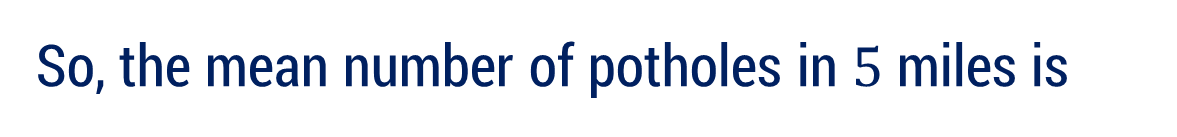 So, the mean number of potholes in 5 miles is